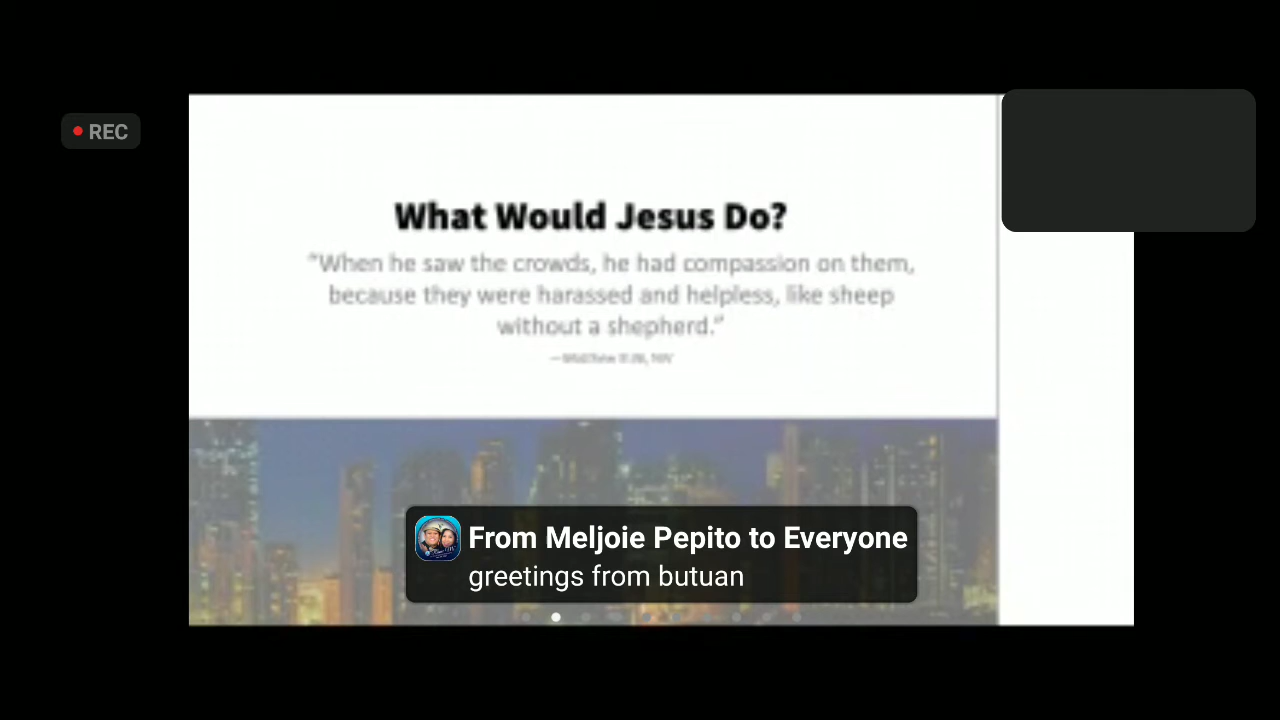 REC
What Would Jesus Do?
“When he saw the crowds, he had compassion on them,
because they were harassed and helpless, like sheep
without a shepherd.”
From Meljoie Pepito to Everyone
greetings from butuan